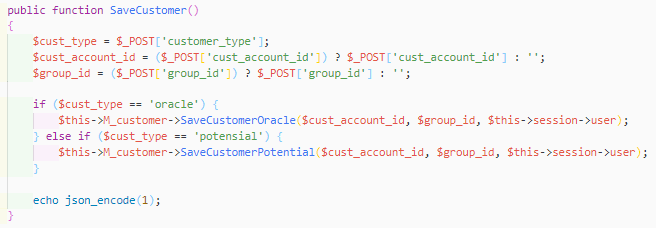 public function SaveCustomer()
{
$cust_type = $_POST['customer_type'];
$cust_account_id = ($_POST['cust_account_id']) ? $_POST['cust_account_id'] : '';
$group_id = ($_POST['group_id']) ? $_POST['group_id'] : '';
if ($cust_type == 'oracle') {
$this->M_customer->SaveCustomerOracle($cust_account_id, $group_id, $this->session->user);
} else if ($cust_type == 'potensial') {
$this->M_customer->SaveCustomerPotential($cust_account_id, $group_id, $this->session->user);
}
echo json_encode(1);
}